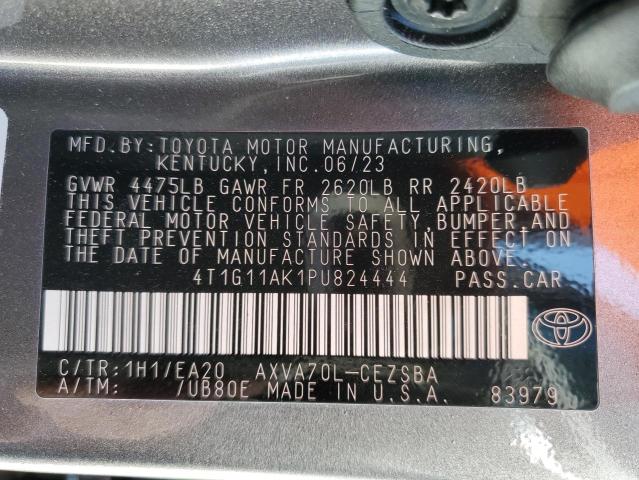 MFD.BY:TOYOTA MOTOR MANUFACTURING,
KENTUCKY,INC.06/23
GVWR 4475LB GAWR FR 2620LB RR 2420LB
THIS VEHICLE CONFORMS TO ALL APPLICABLE
FEDERAL MOTOR VEHICLE SAFETY,BUMPER,AND
THEFT PREVENTION STANDARDS IN EFFECT ON
THE DATE OF MANUFACTURE SHOWN ABOVE.
4T1G11AK1PU824444 PASS.CAR
C/TR:1H1/EA20 AXVA70L-CEZSBA
A/TM: /UB80E MADE IN U.S.A. 83979